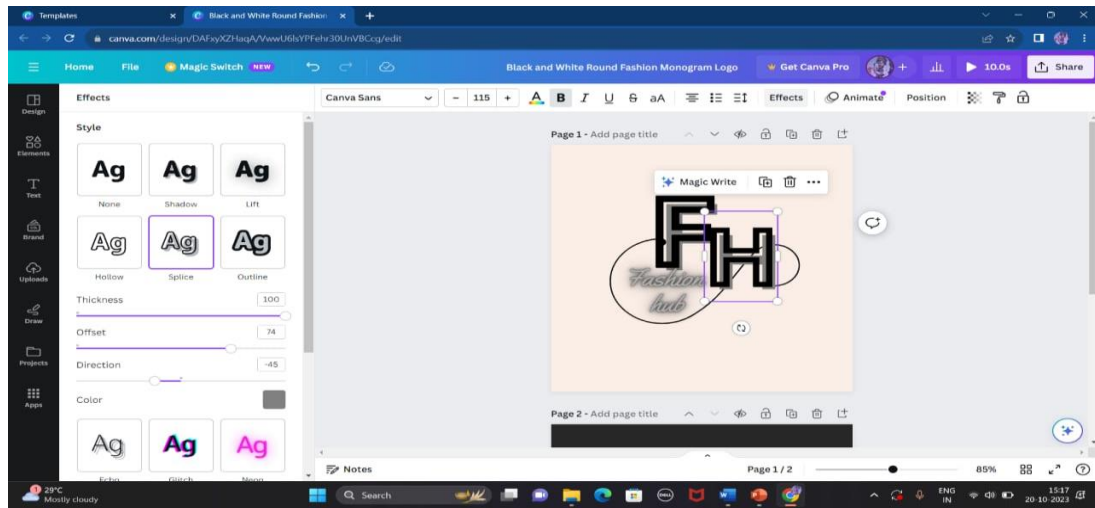 Templates
Black and White Round Fashion
canva.com/design/DAFxyXZHaqA/VwwU6lsYPFehr30UnVBCcg/edit
Home File Magic Switch NEW Black and White Round Fashion Monogram Logo Get Canva Pro 10.0s Share
Design
Elements
Text
Brand
Uploads
Draw
Projects
Apps
Effects
Style
Ag Ag Ag
None Shadow Lift
Ag Ag Ag
Hollow Splice Outline
Thickness 100
Offset 74
Direction -45
Color
Ag Ag Ag
Echo Glitch Neon
Canva Sans - 115 + A B I U S aA Effects Animate Position
Page 1 - Add page title
Magic Write
FH
Fashion
hub
Page 2 - Add page title
Notes Page 1 / 2 85%
1 29°C
Mostly cloudy
Search
DELL
ENG
IN
15:17
20-10-2023